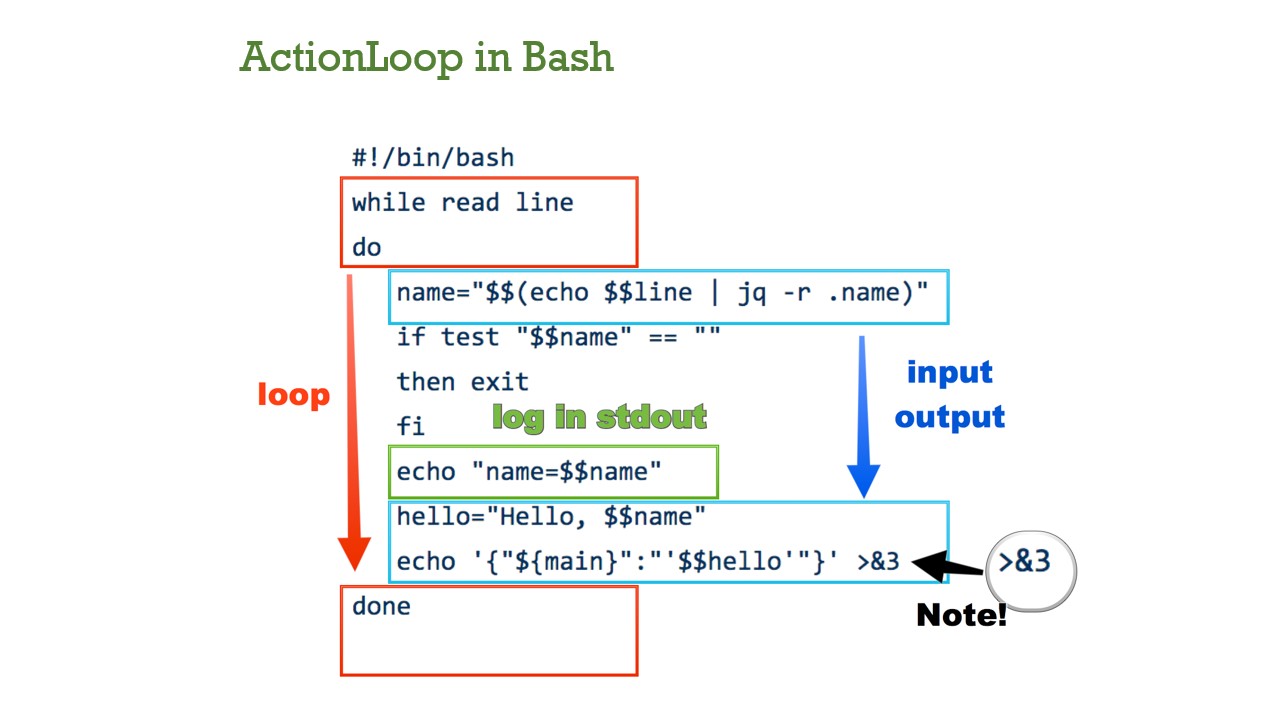 ActionLoop in Bash
#!/bin/bash
while read line
do
name="$$(echo $$line | jq -r .name)"
if test "$$name" == ""
then exit
fi
log in stdout
echo "name=$$name"
hello="Hello, $$name"
echo '{"${main}":"'$$hello'"}' >&3
done
loop
input
output
>&3
Note!